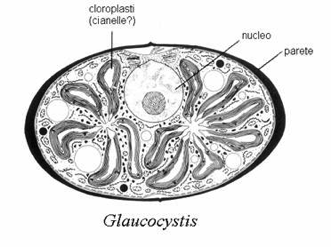 cloroplasti
(cianelle?)
nucleo
parete
Glaucocystis